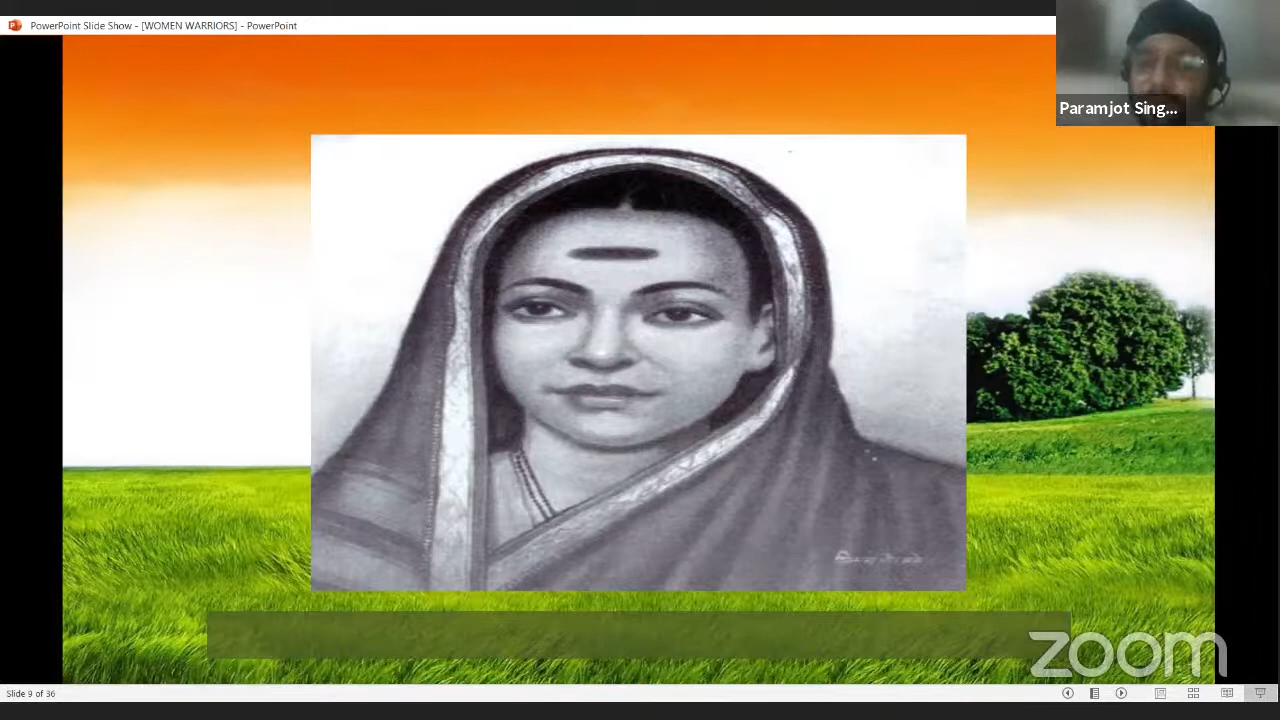 PowerPoint Slide Show - [WOMEN WARRIORS] - PowerPoint
Paramjot Sing...
zoom
Slide 9 of 36